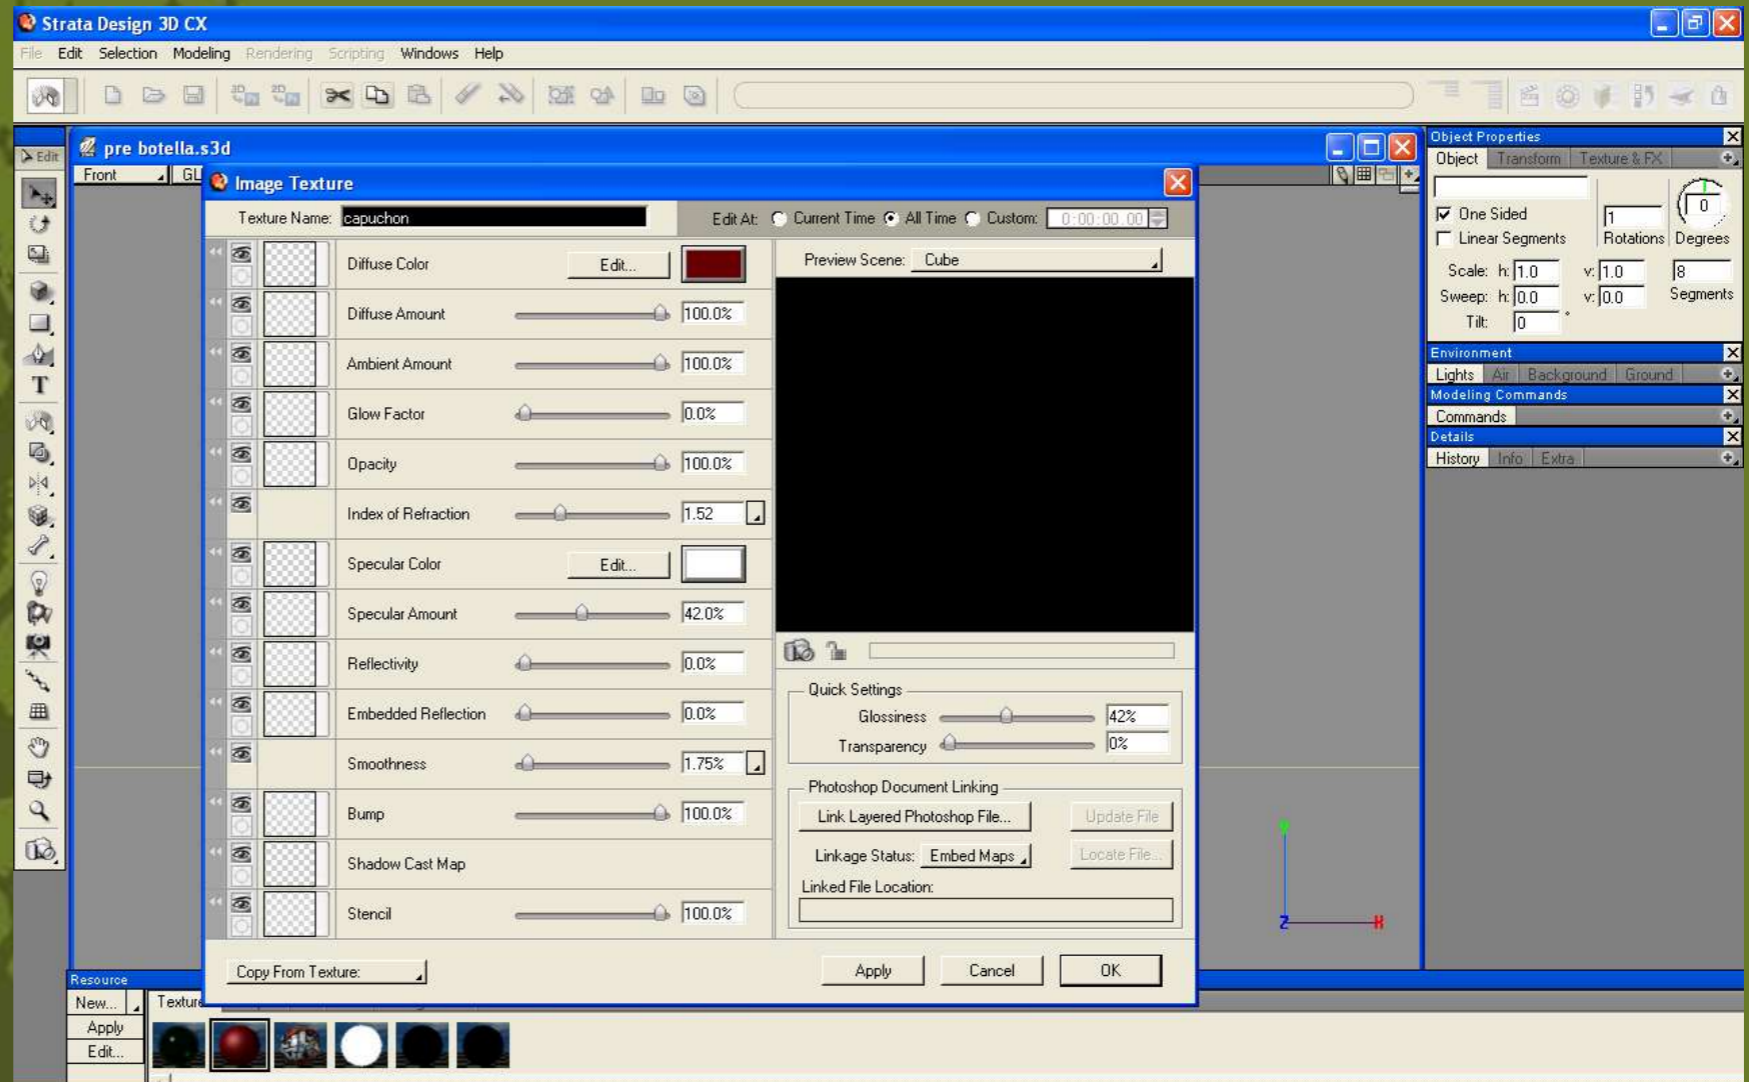 Strata Design 3D CX
File Edit Selection Modeling Rendering Scripting Windows Help
3D 2D
Edit
pre botella.s3d
Front GL
Image Texture
Texture Name: capuchon Edit At: Current Time All Time Custom: 0:00:00.00
Diffuse Color Edit...
Diffuse Amount 100.0%
Ambient Amount 100.0%
Glow Factor 0.0%
Opacity 100.0%
Index of Refraction 1.52
Specular Color Edit...
Specular Amount 42.0%
Reflectivity 0.0%
Embedded Reflection 0.0%
Smoothness 1.75%
Bump 100.0%
Shadow Cast Map
Stencil 100.0%
Copy From Texture:
Preview Scene: Cube
Quick Settings
Glossiness 42%
Transparency 0%
Photoshop Document Linking
Link Layered Photoshop File... Update File
Linkage Status: Embed Maps Locate File...
Linked File Location:
Apply Cancel OK
Z X
Object Properties
Object Transform Texture & FX
One Sided 1 0
Linear Segments Rotations Degrees
Scale: h: 1.0 v: 1.0 8
Sweep: h: 0.0 v: 0.0 Segments
Tilt: 0 °
Environment
Lights Air Background Ground
Modeling Commands
Commands
Details
History Info Extra
Resource
New... Texture
Apply
Edit...